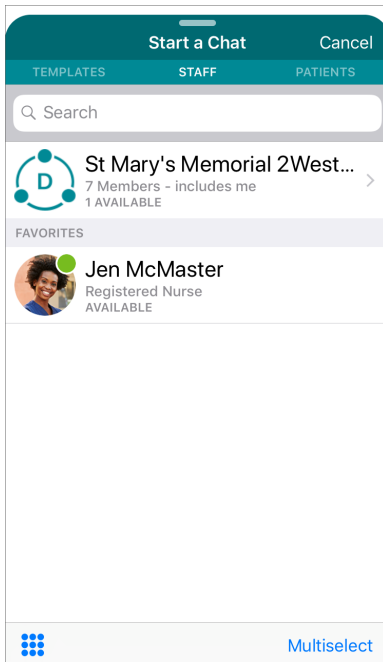 Start a Chat Cancel
TEMPLATES STAFF PATIENTS
Search
St Mary's Memorial 2West...
D
7 Members - includes me
1 AVAILABLE
FAVORITES
Jen McMaster
Registered Nurse
AVAILABLE
Multiselect